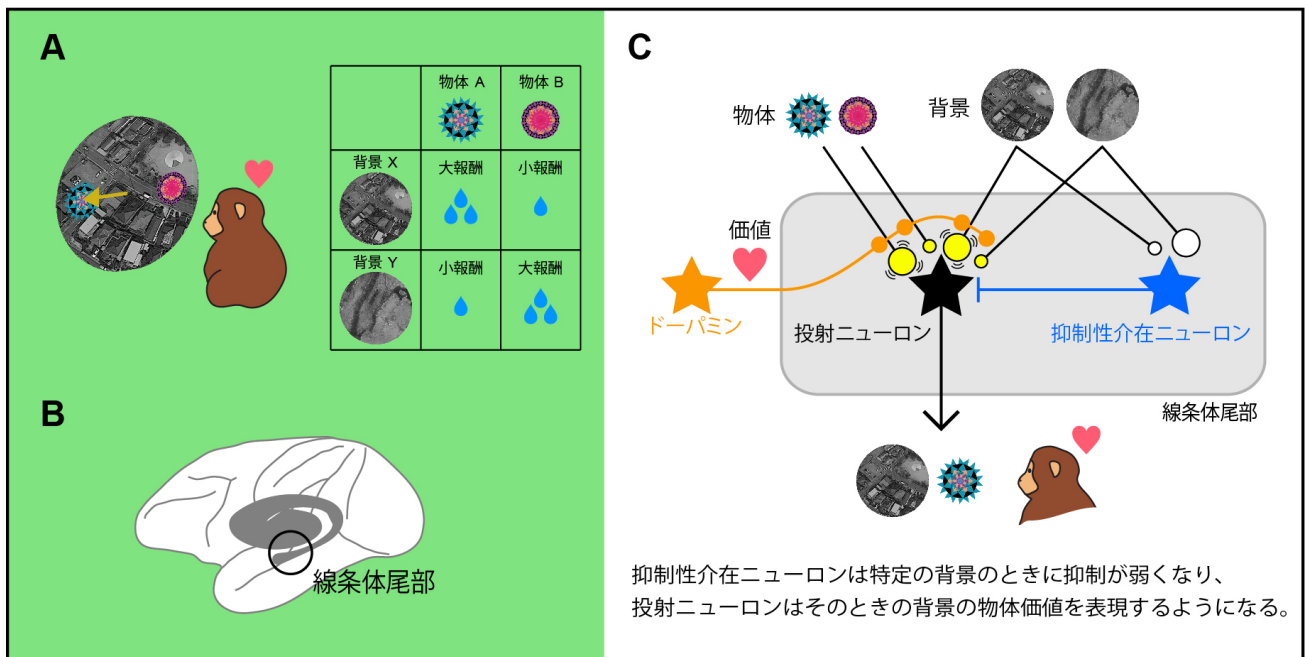 A
物体 A
物体 B
背景 X
大報酬
小報酬
背景 Y
小報酬
大報酬
B
線条体尾部
C
物体
背景
価値
ドーパミン
投射ニューロン
抑制性介在ニューロン
線条体尾部
抑制性介在ニューロンは特定の背景のときに抑制が弱くなり、
投射ニューロンはそのときの背景の物体価値を表現するようになる。